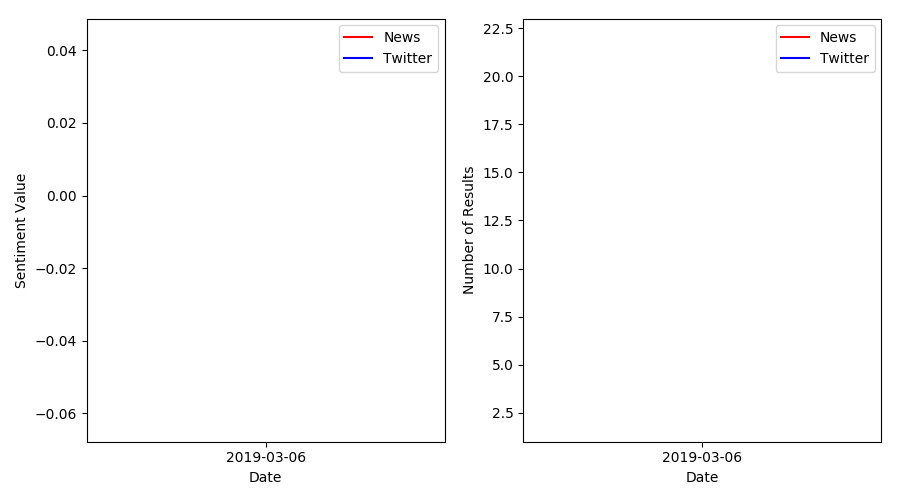 0.04
0.02
0.00
−0.02
−0.04
−0.06
Sentiment Value
2019-03-06
Date
News
Twitter
22.5
20.0
17.5
15.0
12.5
10.0
7.5
5.0
2.5
Number of Results
2019-03-06
Date
News
Twitter